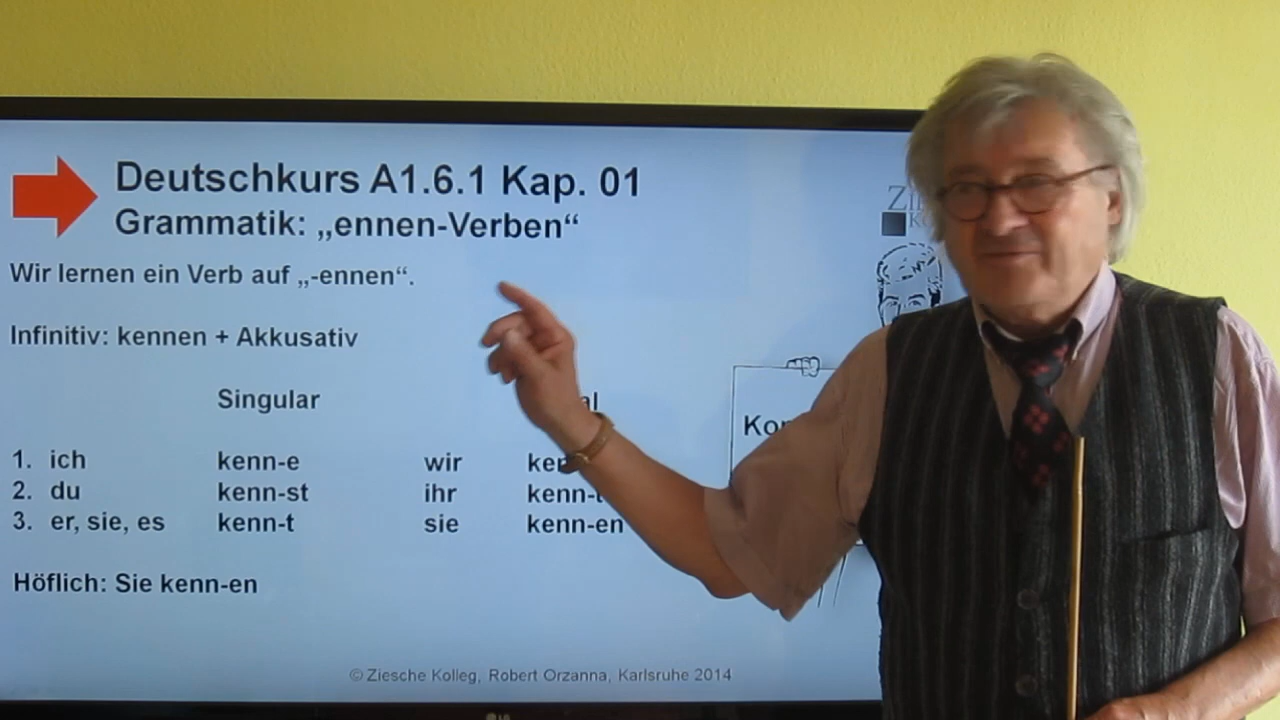 Deutschkurs A1.6.1 Kap. 01
Grammatik: „ennen-Verben“
Wir lernen ein Verb auf „-ennen“.
Infinitiv: kennen + Akkusativ
Singular
1. ich kenn-e wir
2. du kenn-st ihr
3. er, sie, es kenn-t sie kenn-en
Höflich: Sie kenn-en
© Ziesche Kolleg, Robert Orzanna, Karlsruhe 2014